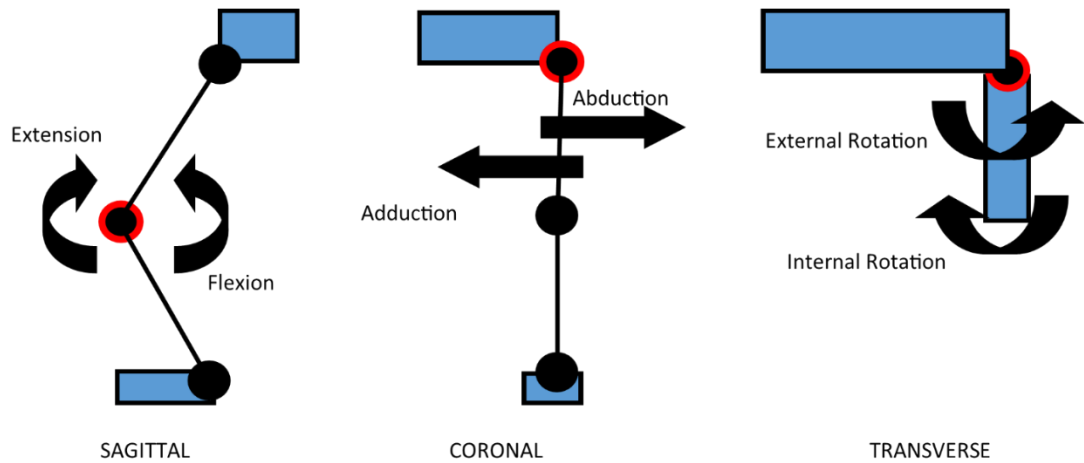 Extension
Flexion
SAGITTAL
Abduction
Adduction
CORONAL
External Rotation
Internal Rotation
TRANSVERSE